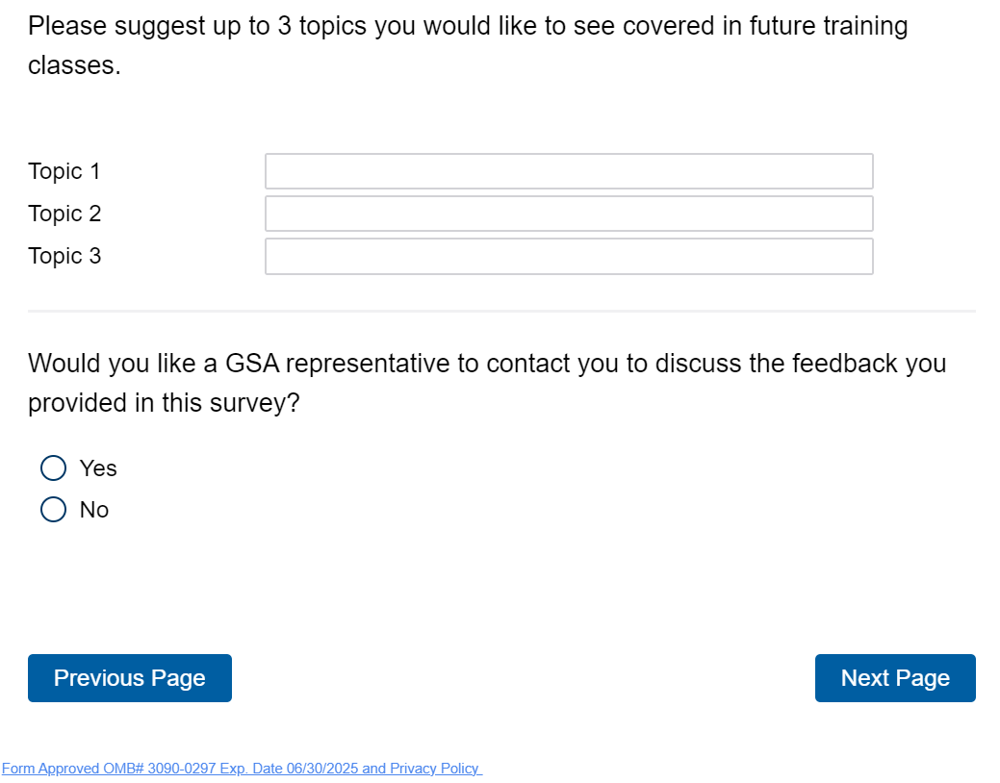 Please suggest up to 3 topics you would like to see covered in future training
classes.
Topic 1
Topic 2
Topic 3
Would you like a GSA representative to contact you to discuss the feedback you
provided in this survey?
Yes
No
Previous Page
Next Page
Form Approved OMB# 3090-0297 Exp. Date 06/30/2025 and Privacy Policy